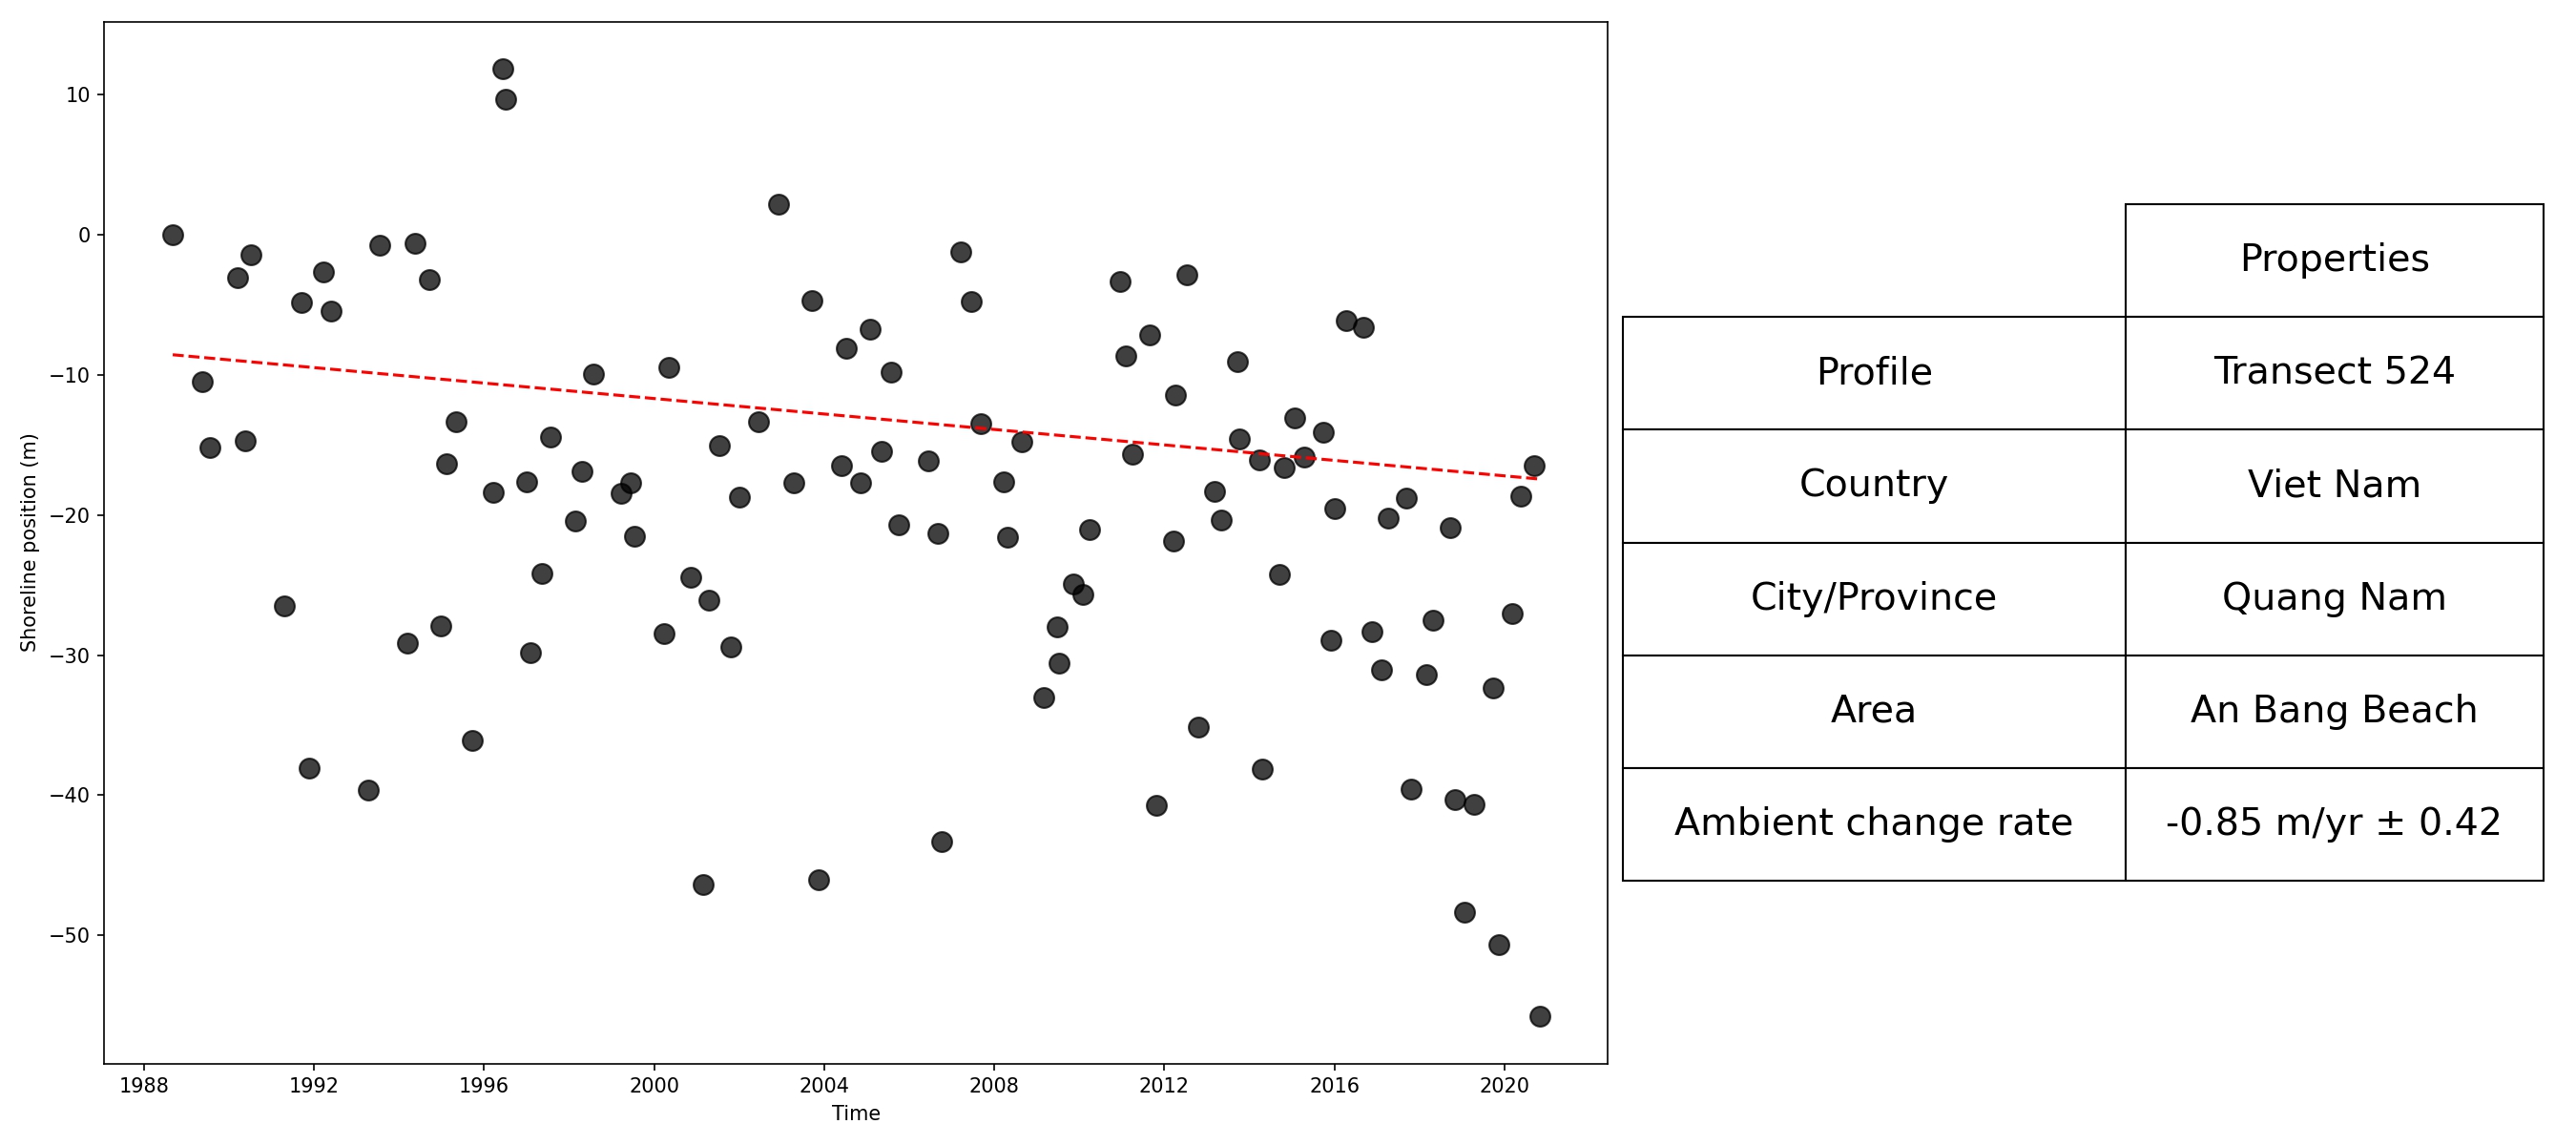 10
0
−10
−20
−30
−40
−50
Shoreline position (m)
1988 1992 1996 2000 2004 2008 2012 2016 2020
Time
Properties
Profile Transect 524
Country Viet Nam
City/Province Quang Nam
Area An Bang Beach
Ambient change rate -0.85 m/yr ± 0.42